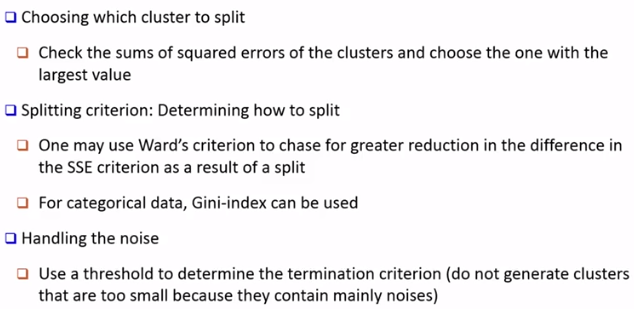 Choosing which cluster to split
Check the sums of squared errors of the clusters and choose the one with the
largest value
Splitting criterion: Determining how to split
One may use Ward's criterion to chase for greater reduction in the difference in
the SSE criterion as a result of a split
For categorical data, Gini-index can be used
Handling the noise
Use a threshold to determine the termination criterion (do not generate clusters
that are too small because they contain mainly noises)